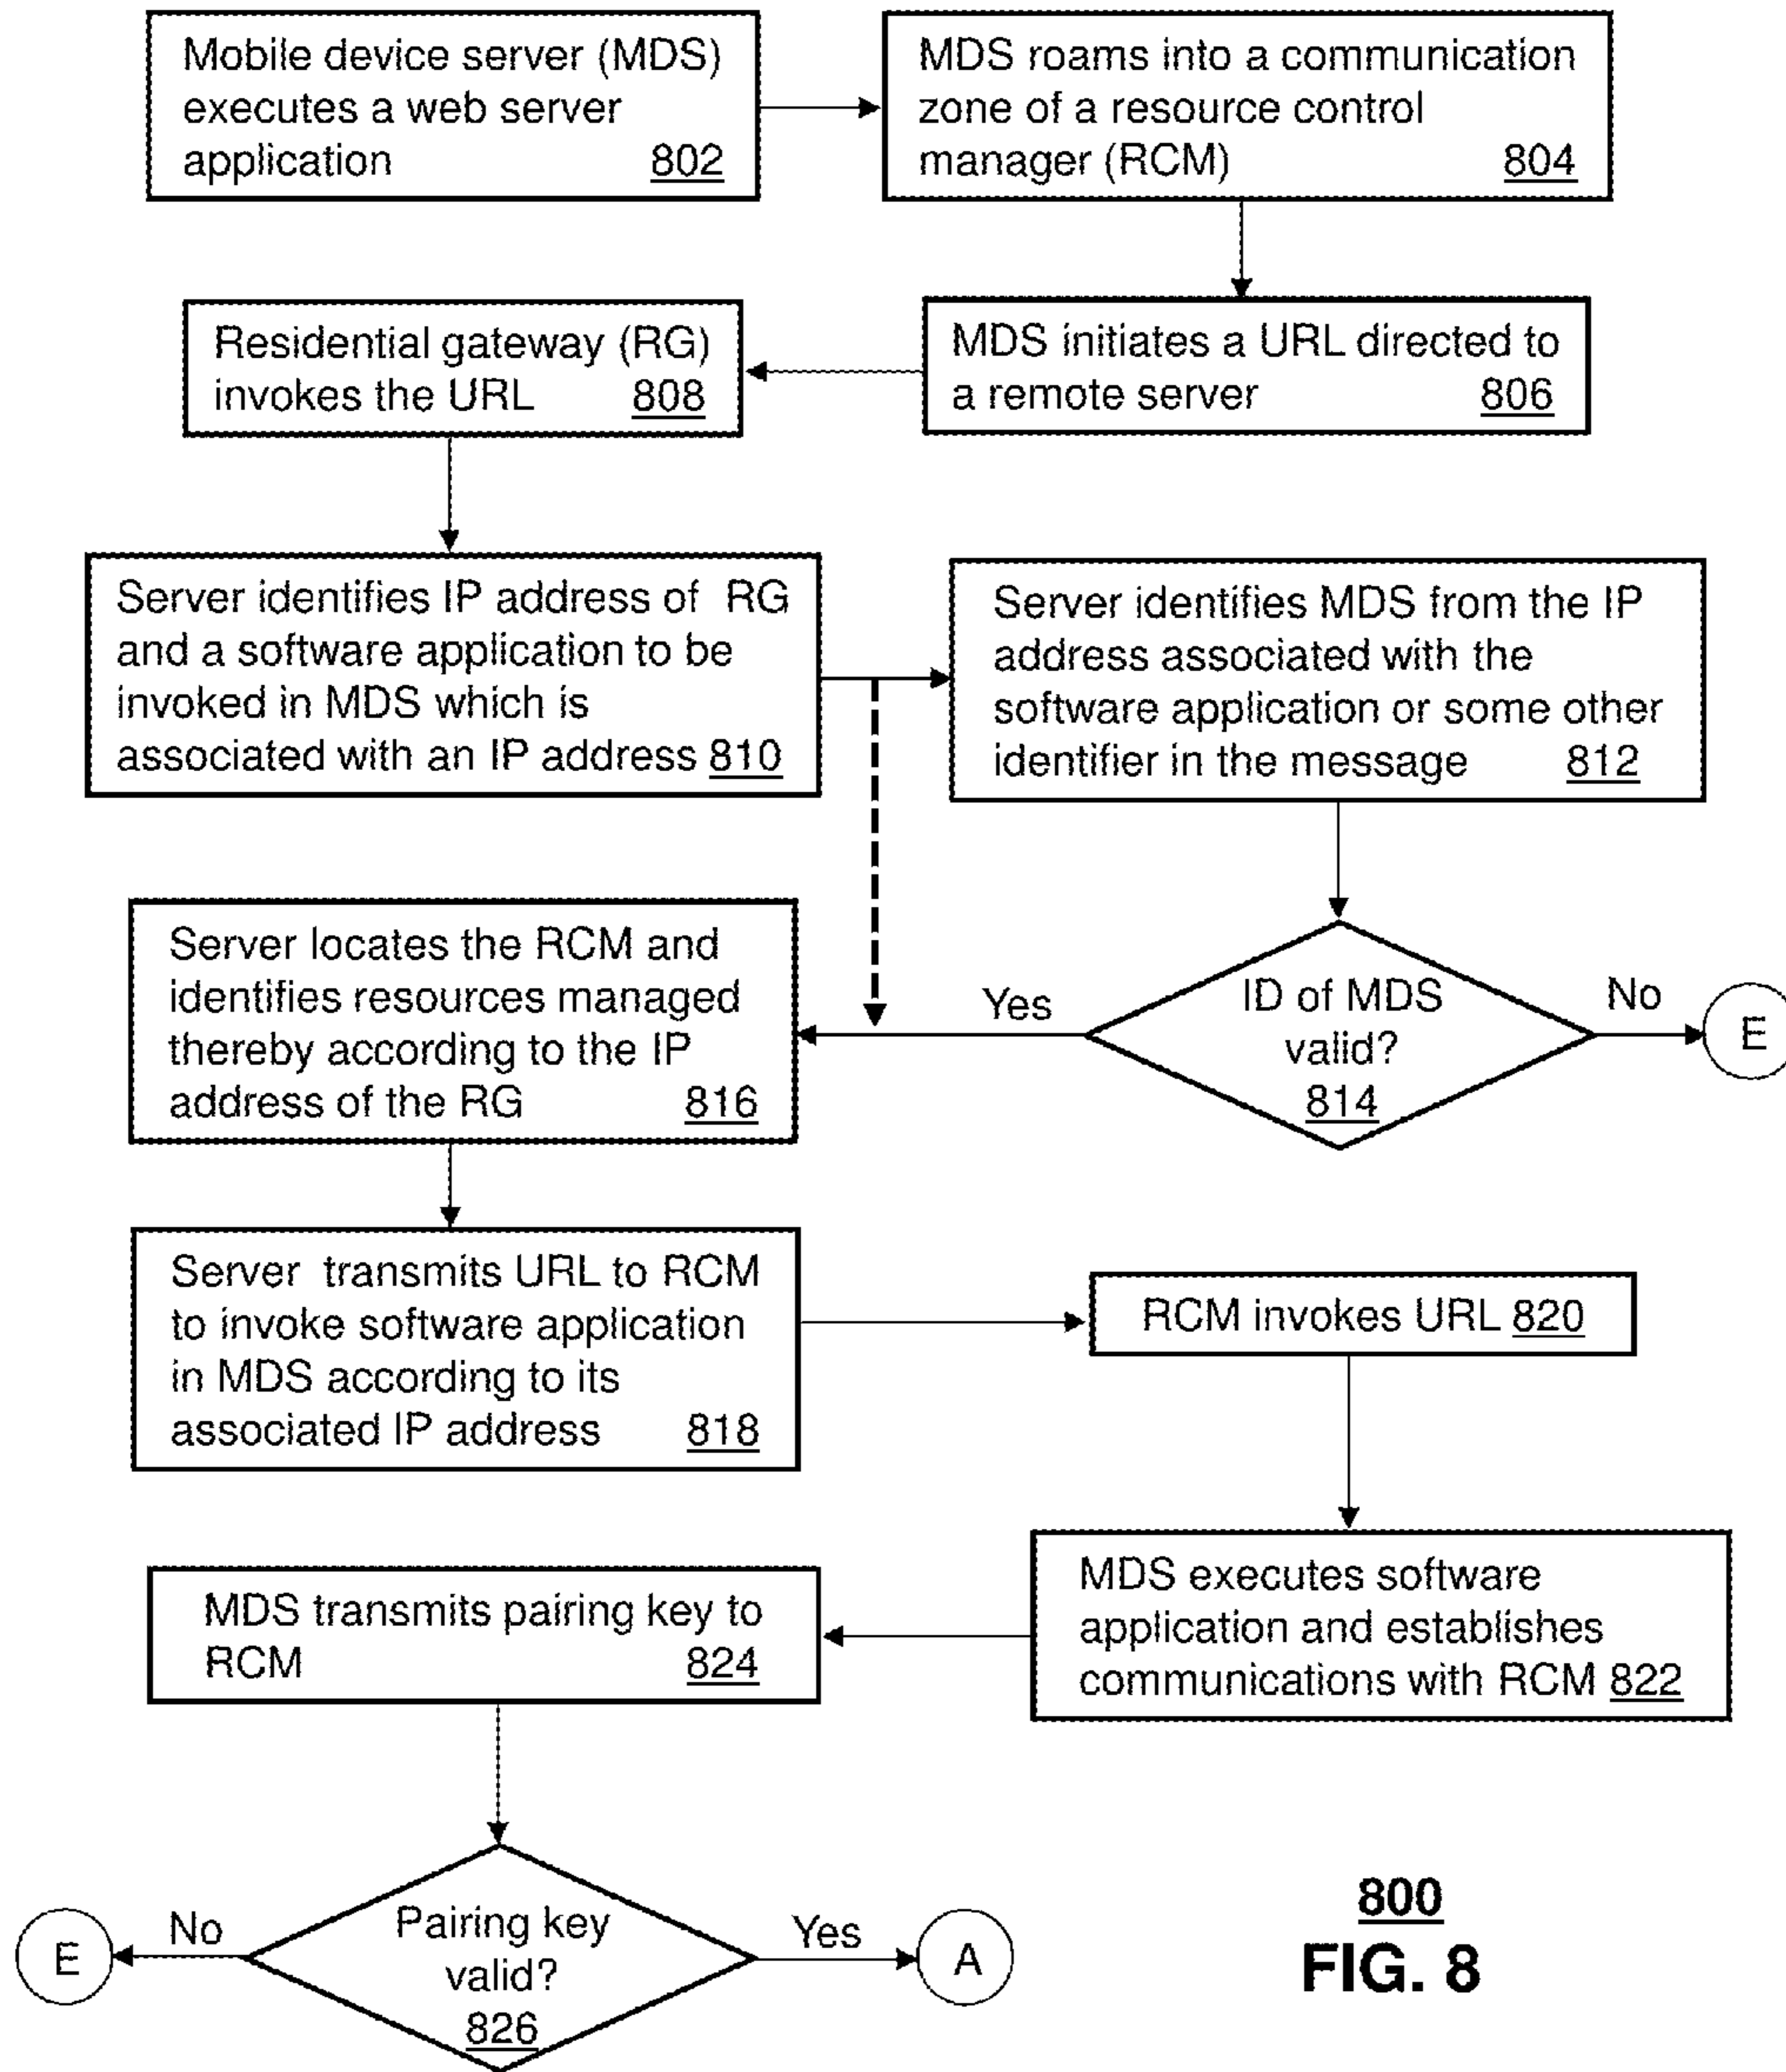 Mobile device server (MDS)
executes a web server
application 802
MDS roams into a communication
zone of a resource control
manager (RCM) 804
Residential gateway (RG)
invokes the URL 808
MDS initiates a URL directed to
a remote server 806
Server identifies IP address of RG
and a software application to be
invoked in MDS which is
associated with an IP address 810
Server identifies MDS from the IP
address associated with the
software application or some other
identifier in the message 812
Server locates the RCM and
identifies resources managed
thereby according to the IP
address of the RG 816
Yes
ID of MDS
valid?
814
No
E
Server transmits URL to RCM
to invoke software application
in MDS according to its
associated IP address 818
RCM invokes URL 820
MDS transmits pairing key to
RCM 824
MDS executes software
application and establishes
communications with RCM 822
E
No
Pairing key
valid?
826
Yes
A
800
FIG. 8